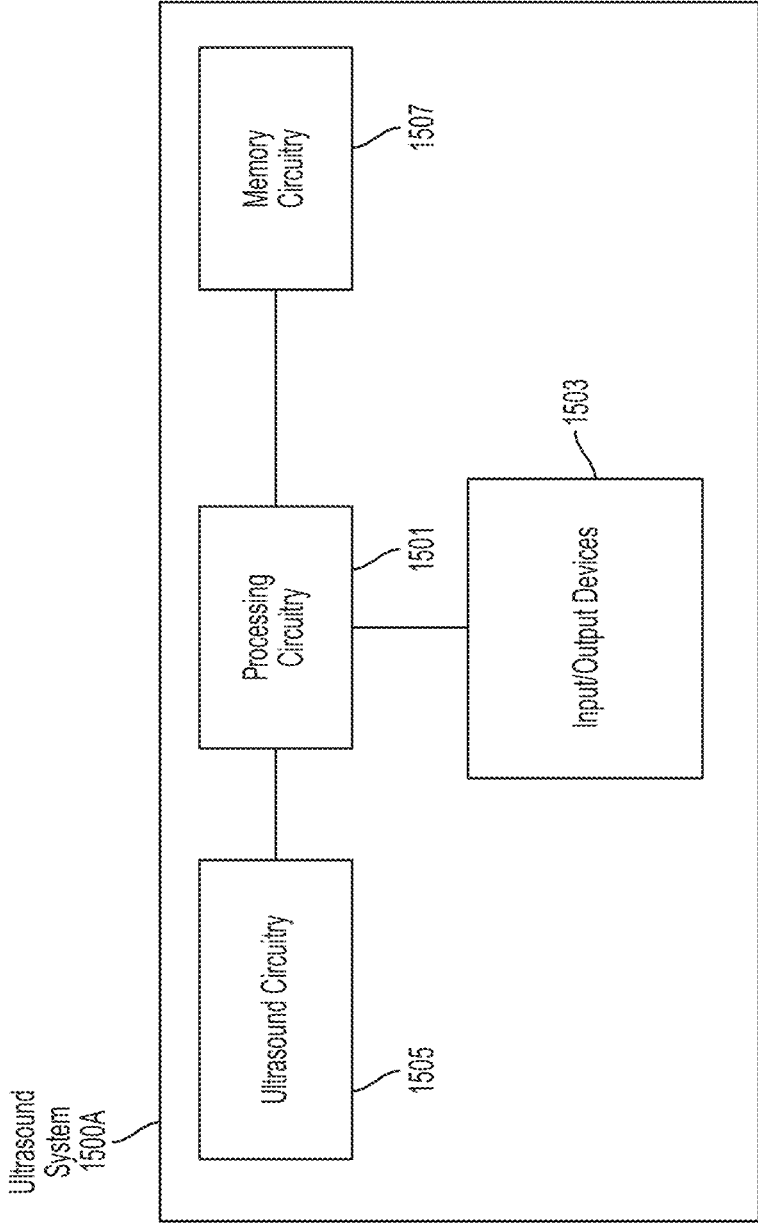 Ultrasound
System
1500A
Ultrasound Circuitry
1505
Processing
Circuitry
1501
Memory
Circuitry
1507
Input/Output Devices
1503